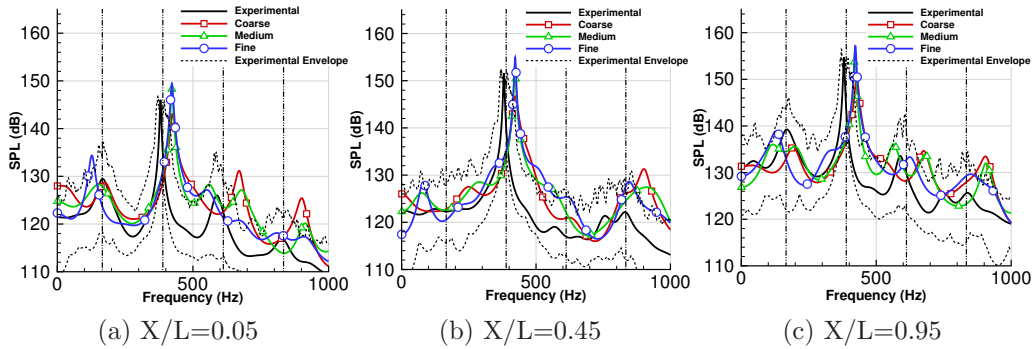 SPL (dB)
160
150
140
130
120
110
0
500
1000
Frequency (Hz)
Experimental
Coarse
Medium
Fine
Experimental Envelope
(a) X/L=0.05
SPL (dB)
160
150
140
130
120
110
0
500
1000
Frequency (Hz)
Experimental
Coarse
Medium
Fine
Experimental Envelope
(b) X/L=0.45
SPL (dB)
160
150
140
130
120
110
0
500
1000
Frequency (Hz)
Experimental
Coarse
Medium
Fine
Experimental Envelope
(c) X/L=0.95